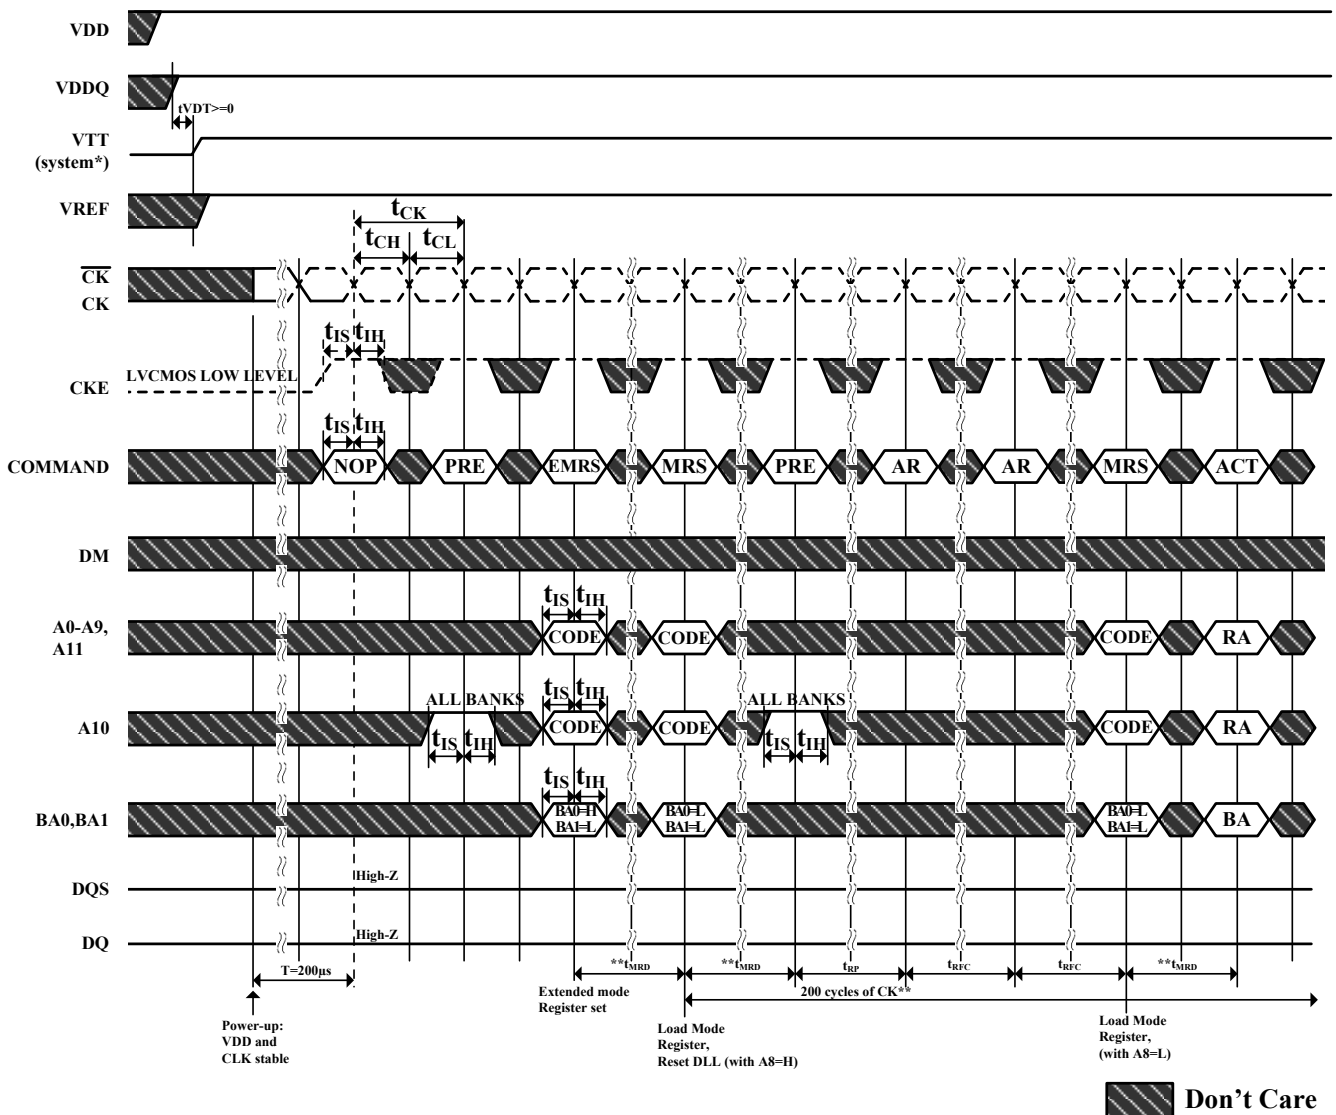 VDD
VDDQ
tVDT>=0
VTT
(system*)
VREF
tCK
tCH
tCL
CK
CK
tIS
tIH
LVCMOS LOW LEVEL
CKE
tIS
tIH
COMMAND
NOP
PRE
EMRS
MRS
PRE
AR
AR
MRS
ACT
DM
tIS
tIH
A0-A9,
A11
CODE
CODE
CODE
RA
ALL BANKS
tIS
tIH
ALL BANKS
A10
CODE
CODE
CODE
RA
tIS
tIH
tIS
tIH
tIS
tIH
BA0,BA1
BA0=H
BA1=L
BA0=L
BA1=L
BA0=L
BA1=L
BA
High-Z
DQS
High-Z
DQ
T=200µs
**tMRD
**tMRD
tRP
tRFC
tRFC
**tMRD
200 cycles of CK**
Extended mode
Register set
Power-up:
VDD and
CLK stable
Load Mode
Register,
Reset DLL (with A8=H)
Load Mode
Register,
(with A8=L)
Don't Care